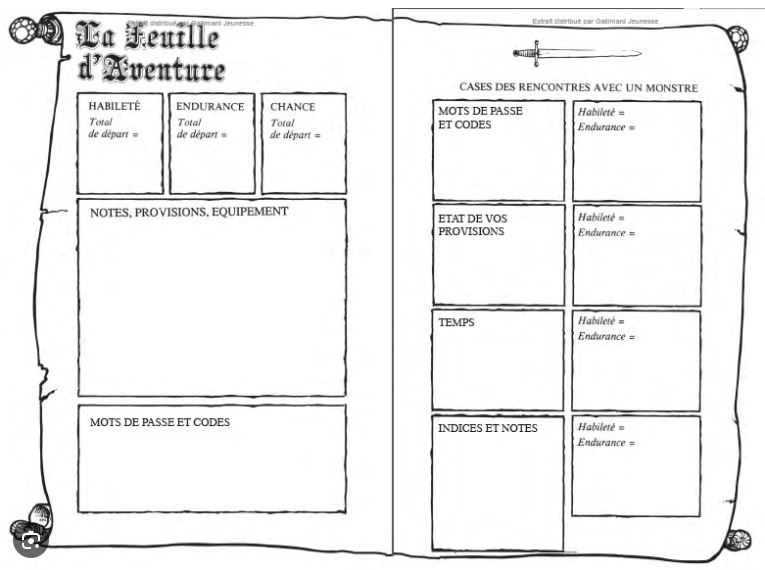 Extrait distribué par Gallimard Jeunesse
La Feuille
d'Aventure
HABILETÉ
Total
de départ =
ENDURANCE
Total
de départ =
CHANCE
Total
de départ =
NOTES, PROVISIONS, EQUIPEMENT
MOTS DE PASSE ET CODES
Extrait distribué par Gallimard Jeunesse
CASES DES RENCONTRES AVEC UN MONSTRE
MOTS DE PASSE
ET CODES
Habileté =
Endurance =
ETAT DE VOS
PROVISIONS
Habileté =
Endurance =
TEMPS
Habileté =
Endurance =
INDICES ET NOTES
Habileté =
Endurance =